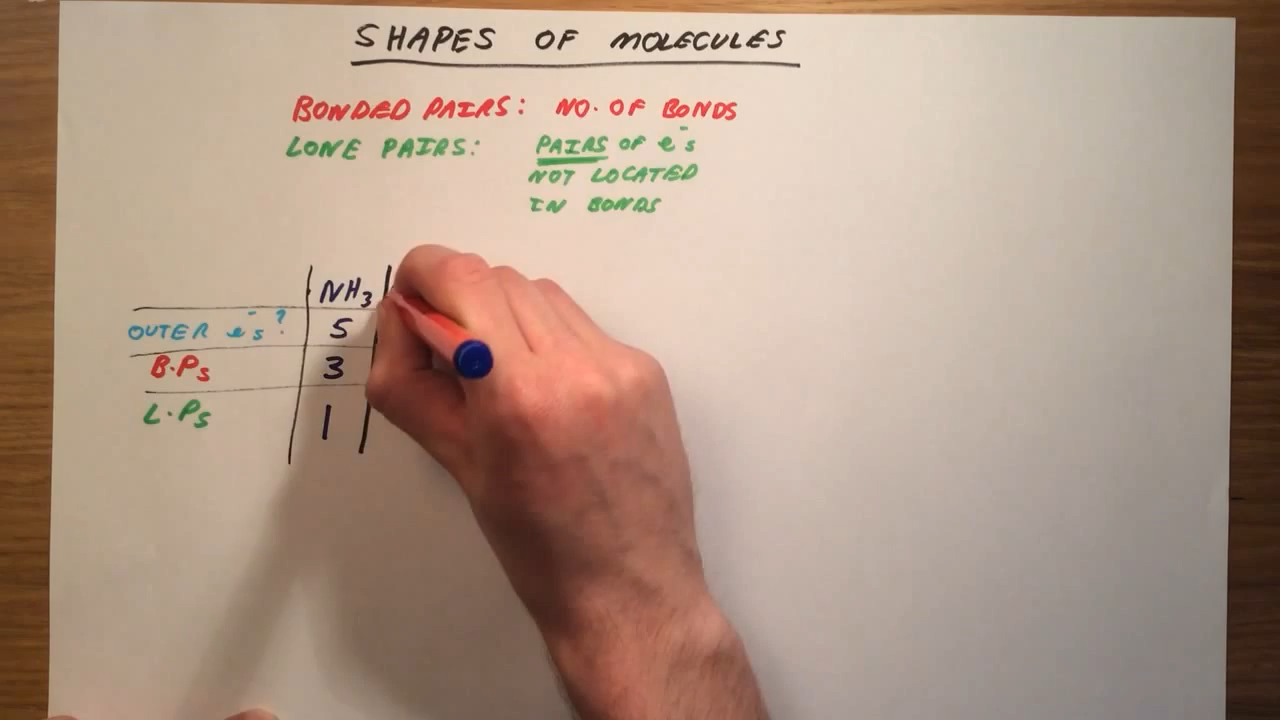 SHAPES OF MOLECULES
BONDED PAIRS: NO. OF BONDS
LONE PAIRS: PAIRS OF e⁻s
NOT LOCATED
IN BONDS
NH₃
OUTER e⁻s? 5
B.Ps 3
L.Ps 1